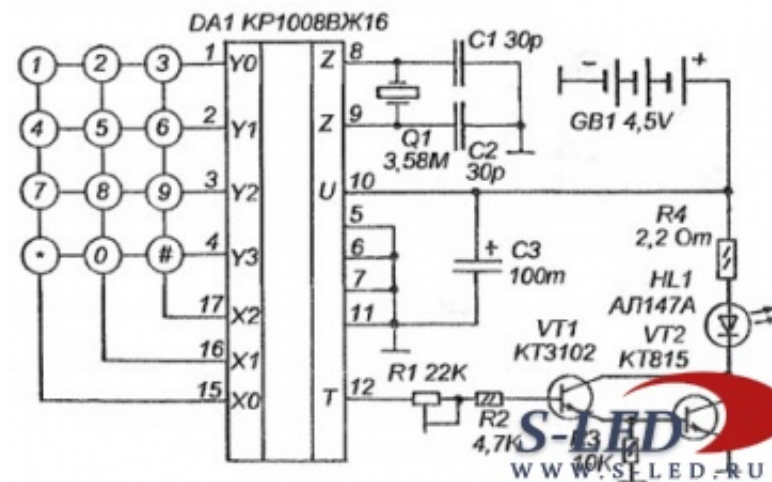 DA1 КР1008ВЖ16
1 2 3 1 Y0 Z 8 C1 30p
- +
4 5 6 2 Y1 Z 9 Q1 3,58M C2 30p
GB1 4,5V
7 8 9 3 Y2 U 10
R4 2,2 Om
* 0 # 4 Y3
5
6
7
11
+ C3 100m
HL1 АЛ147А
17 X2
16 X1
15 X0
T 12
R1 22K
R2 4,7K
VT1 КТ3102
VT2 КТ815
R3 10K
S-LED
WWW.S-LED.RU